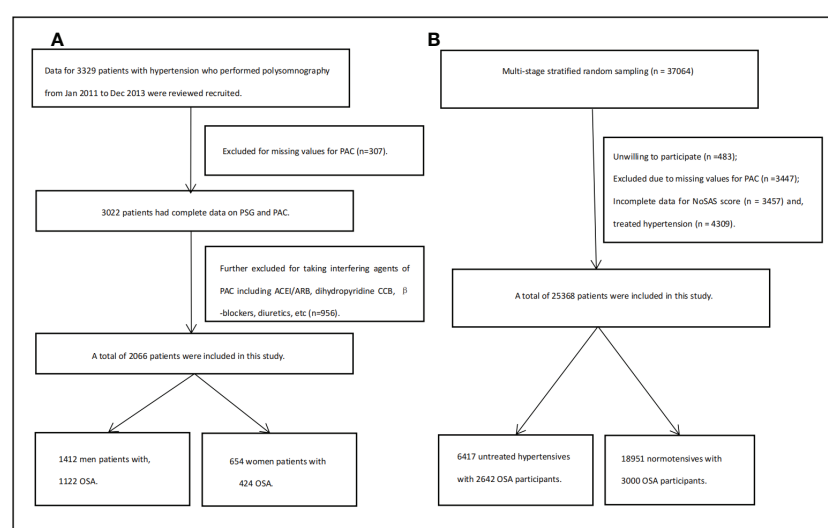 A
Data for 3329 patients with hypertension who performed polysomnography
from Jan 2011 to Dec 2013 were reviewed recruited.
Excluded for missing values for PAC (n=307).
3022 patients had complete data on PSG and PAC.
Further excluded for taking interfering agents of
PAC including ACEI/ARB, dihydropyridine CCB, β
-blockers, diuretics, etc (n=956).
A total of 2066 patients were included in this study.
1412 men patients with,
1122 OSA.
654 women patients with
424 OSA.
B
Multi-stage stratified random sampling (n = 37064)
Unwilling to participate (n =483);
Excluded due to missing values for PAC (n =3447);
Incomplete data for NoSAS score (n = 3457) and,
treated hypertension (n = 4309).
A total of 25368 patients were included in this study.
6417 untreated hypertensives
with 2642 OSA participants.
18951 normotensives with
3000 OSA participants.